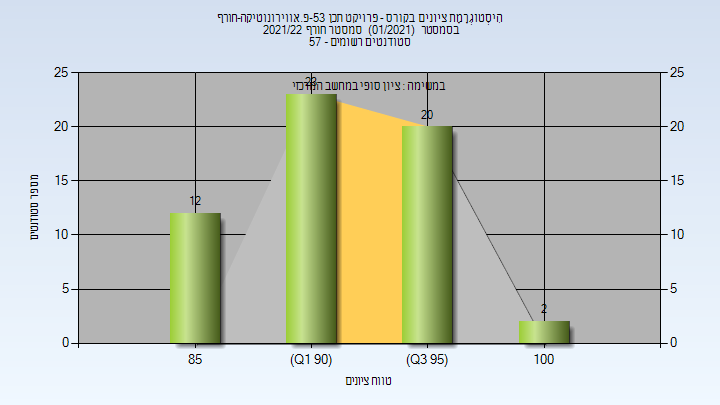 היסטוגרמת ציונים בקורס - פרויקט תכן 53-פ.אווירונוטיקה-חורף
בסמסטר (01/2021) סמסטר חורף 2021/22
סטודנטים רשומים - 57
במשימה : ציון סופי במחשב המרכזי
25 25
20 20
15 15
10 10
5 5
0 0
12
23
20
2
מספר סטודנטים
85 (Q1 90) (Q3 95) 100
טווח ציונים